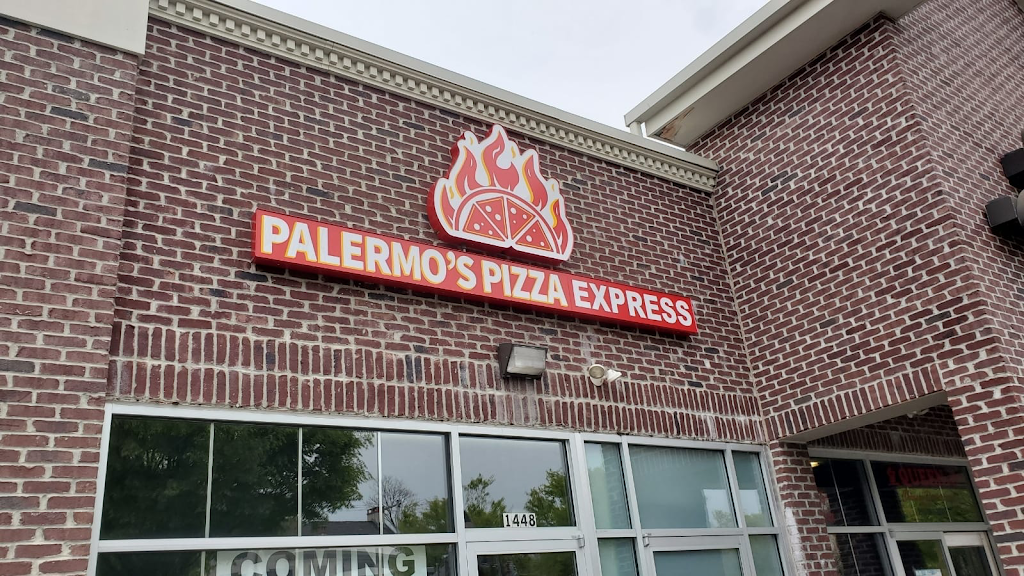 PALERMO'S PIZZA EXPRESS
1448
COMING